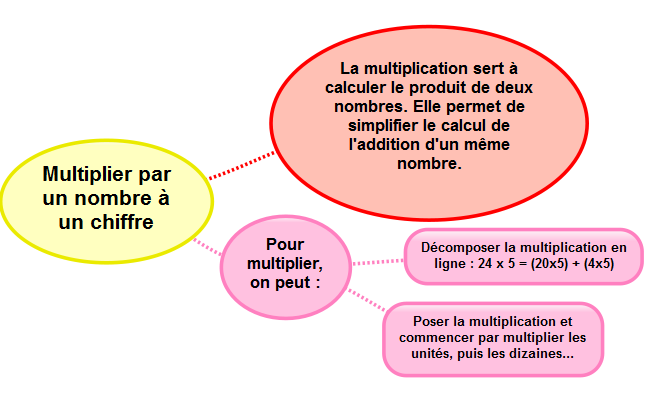 La multiplication sert à
calculer le produit de deux
nombres. Elle permet de
simplifier le calcul de
l'addition d'un même
nombre.
Multiplier par
un nombre à
un chiffre
Pour
multiplier,
on peut :
Décomposer la multiplication en
ligne : 24 x 5 = (20x5) + (4x5)
Poser la multiplication et
commencer par multiplier les
unités, puis les dizaines...